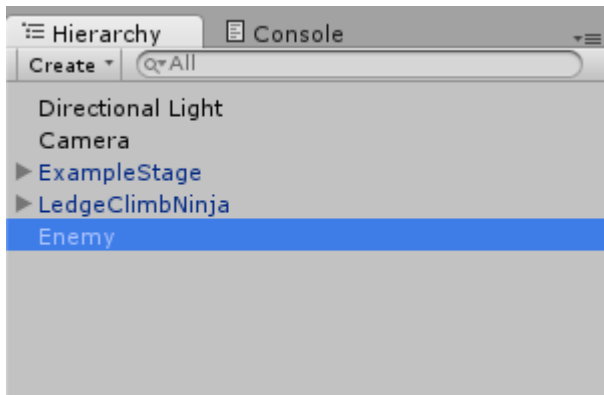 Hierarchy Console
Create All
Directional Light
Camera
ExampleStage
LedgeClimbNinja
Enemy